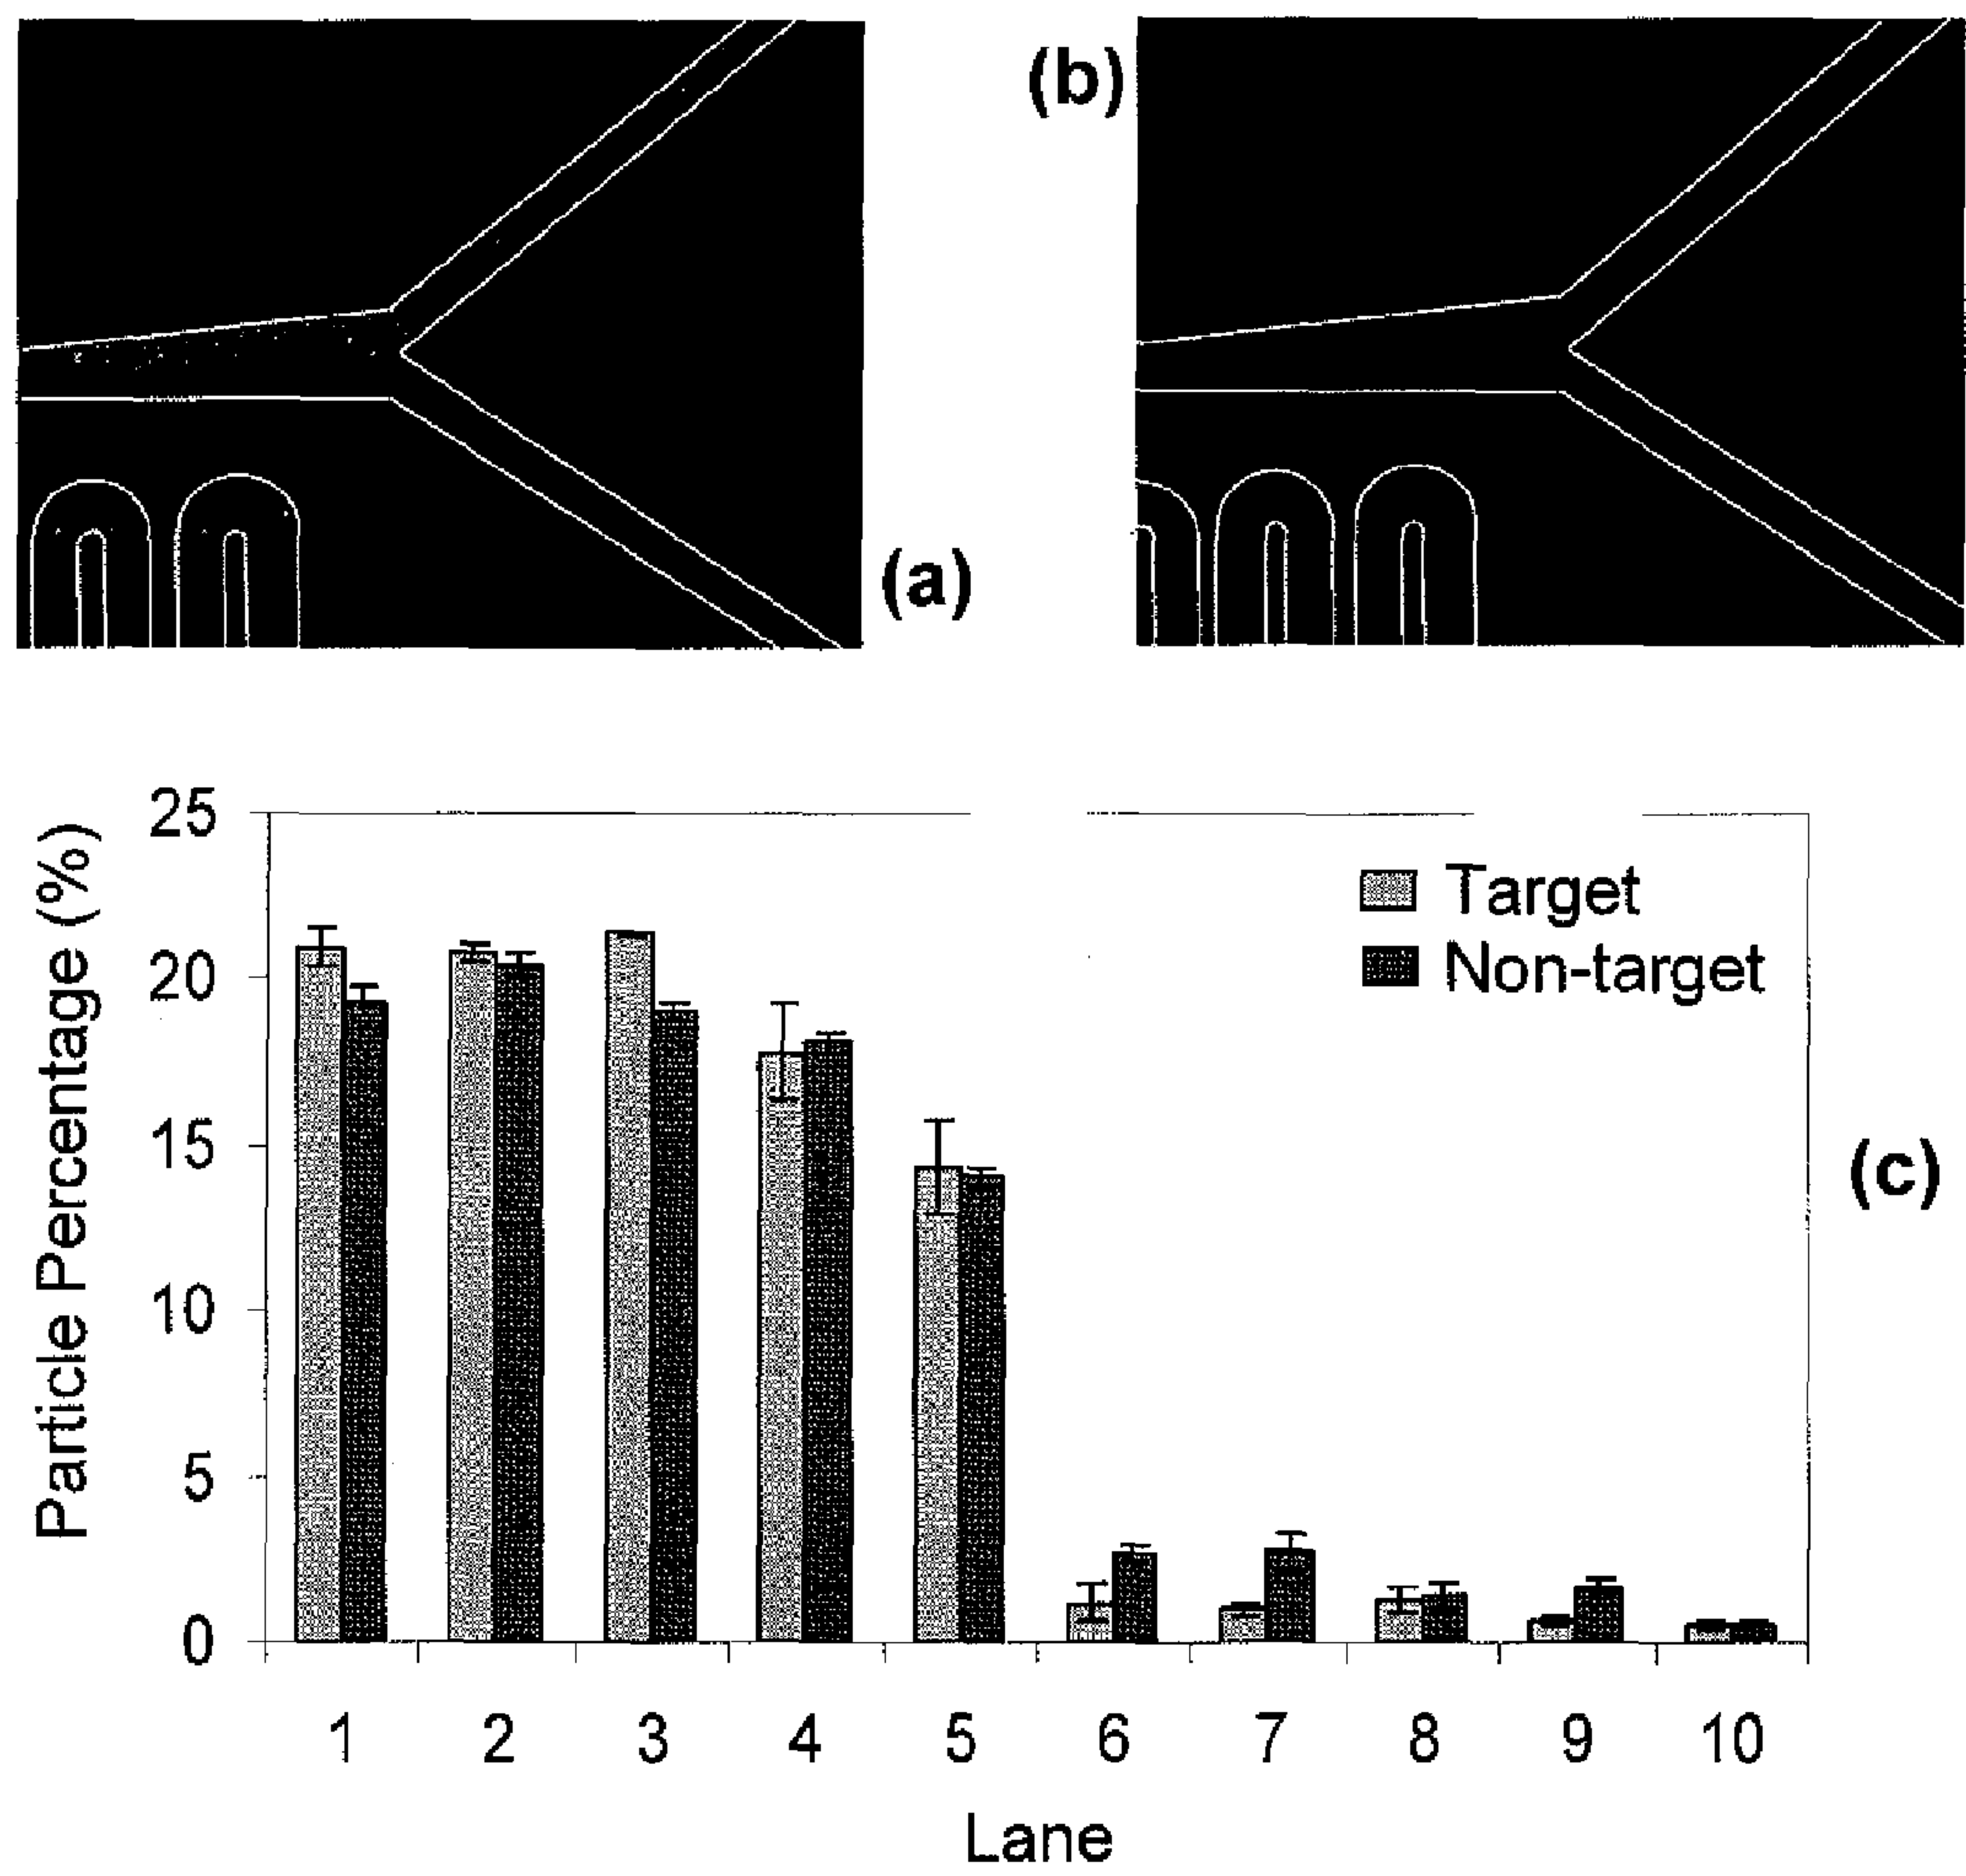 (b)
(a)
25
20
15
10
5
0
Particle Percentage (%)
Target
Non-target
(c)
1 2 3 4 5 6 7 8 9 10
Lane